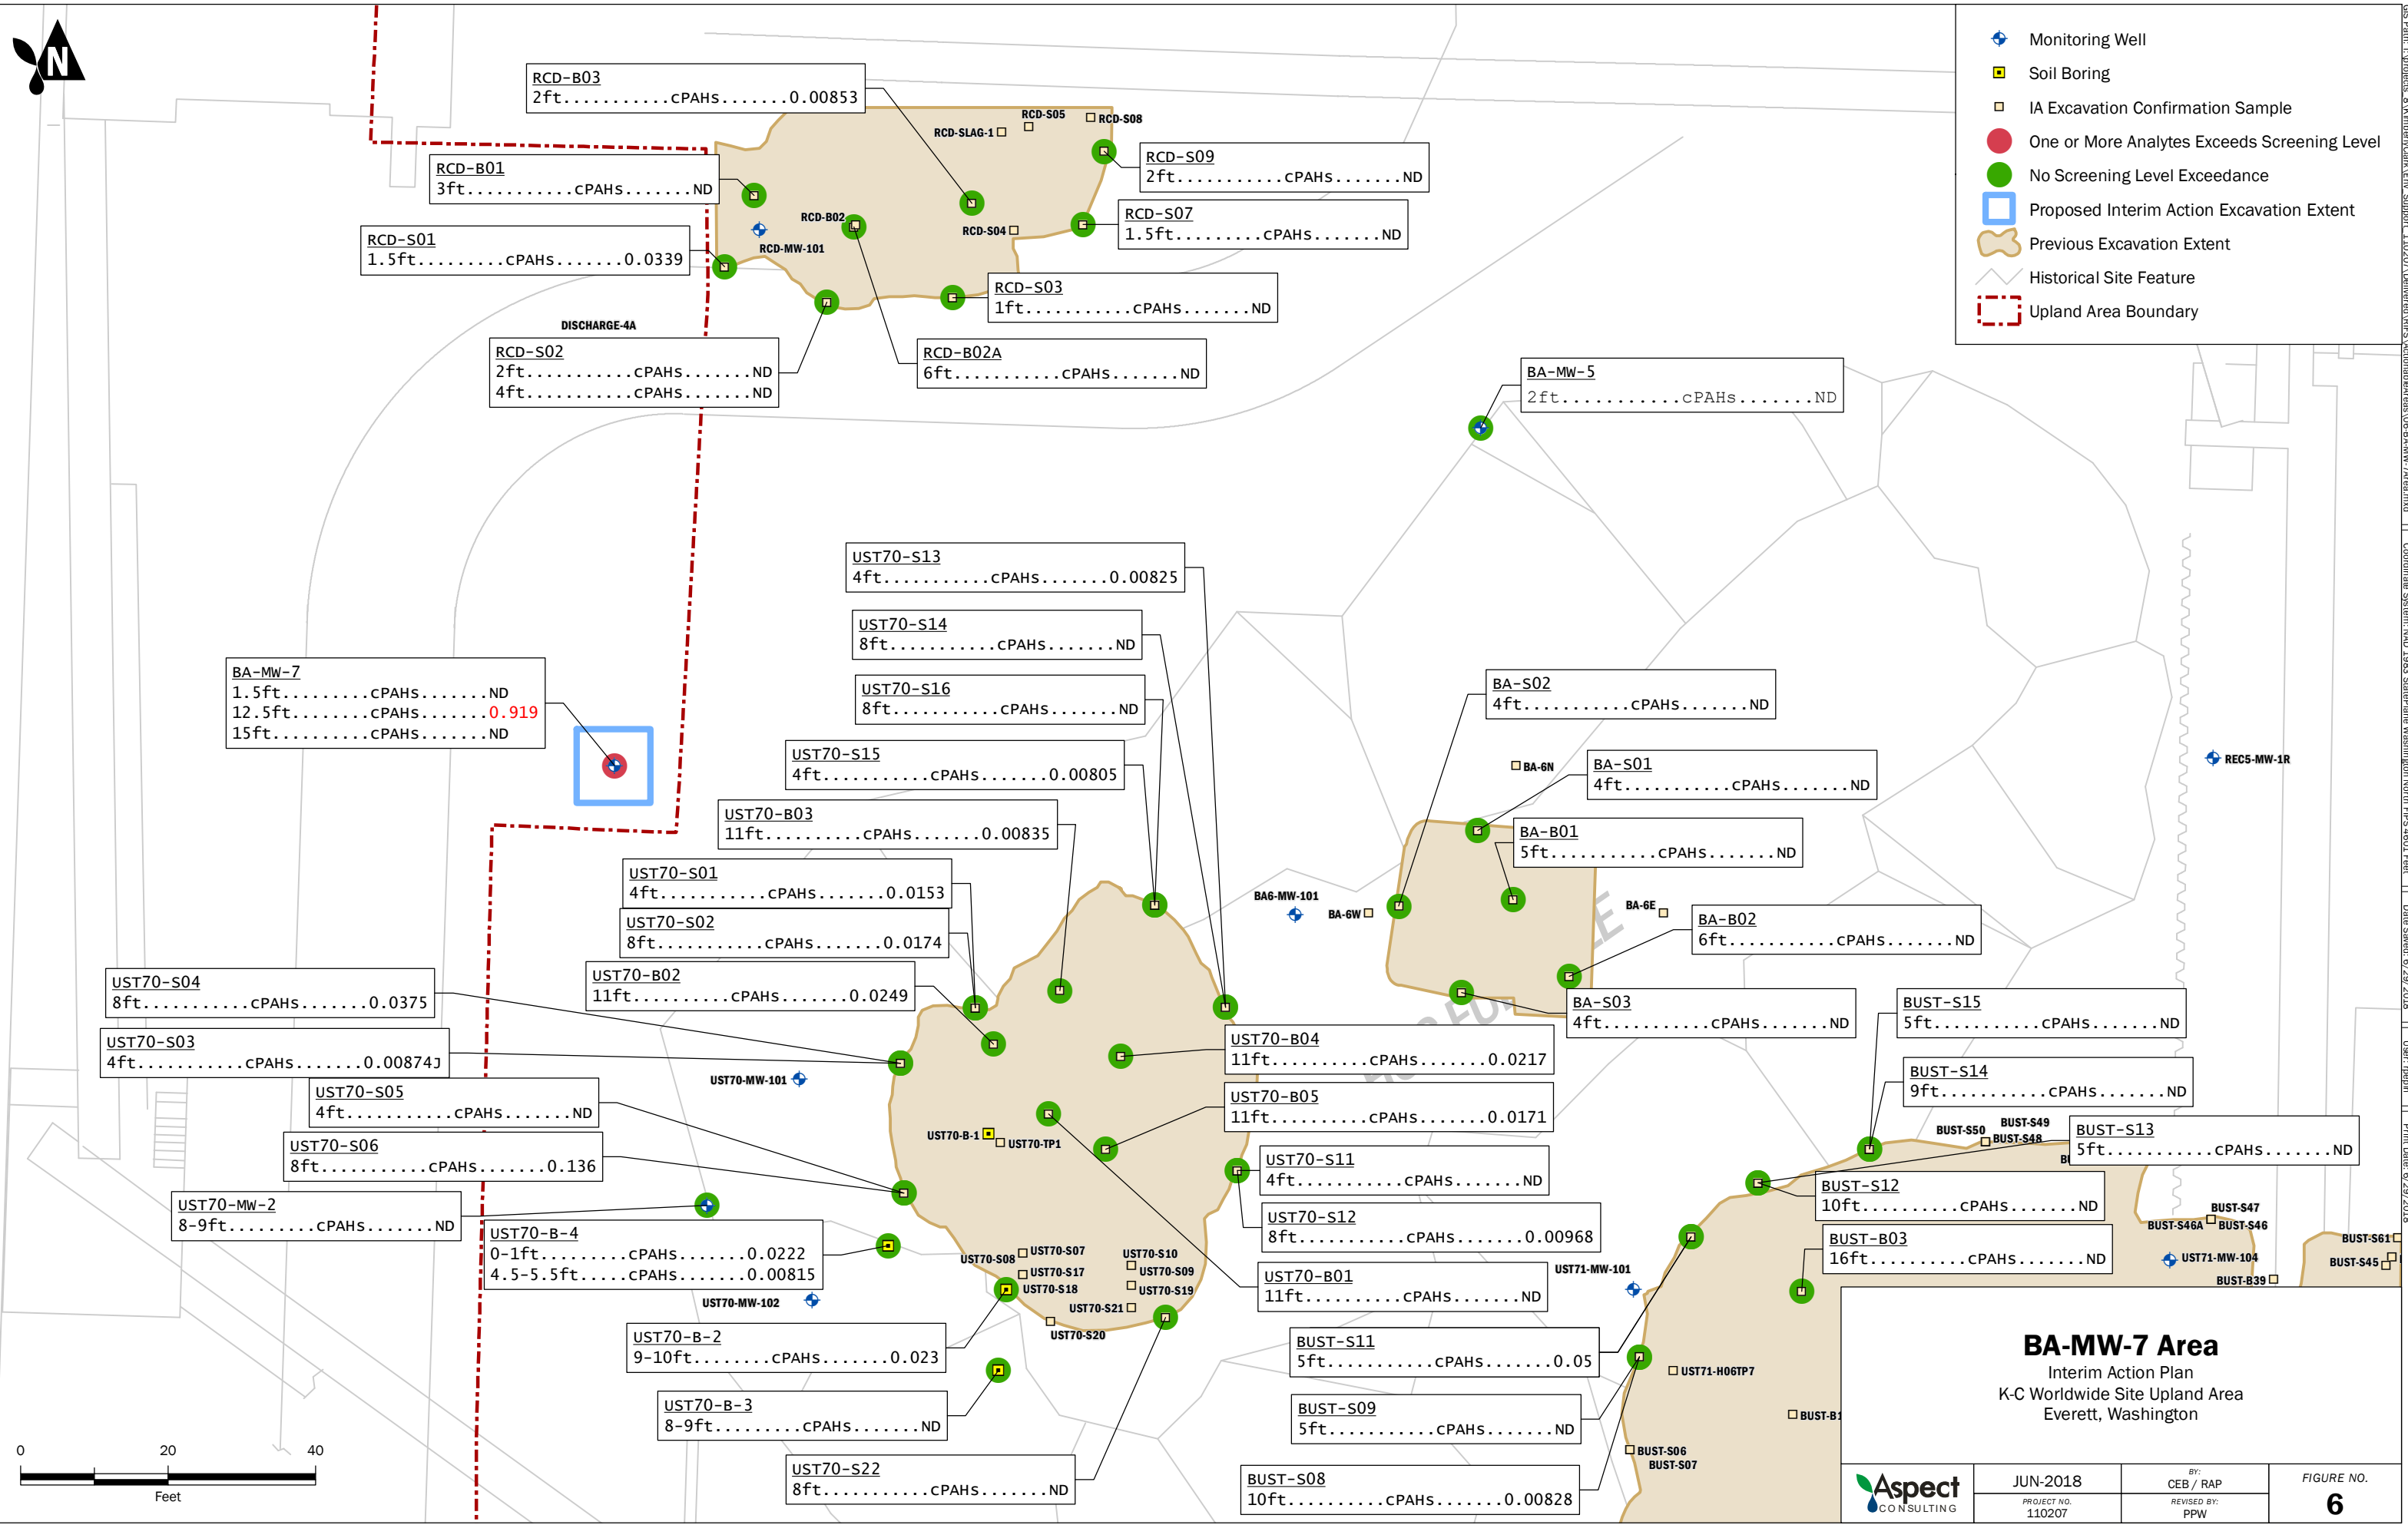 N
Monitoring Well
Soil Boring
IA Excavation Confirmation Sample
One or More Analytes Exceeds Screening Level
No Screening Level Exceedance
Proposed Interim Action Excavation Extent
Previous Excavation Extent
Historical Site Feature
Upland Area Boundary
RCD-B03
2ft...........cPAHs.......0.00853
RCD-SLAG-1
RCD-S05
RCD-S08
RCD-B01
3ft...........cPAHs.......ND
RCD-S09
2ft...........cPAHs.......ND
RCD-S01
1.5ft.........cPAHs.......0.0339
RCD-B02
RCD-MW-101
RCD-S04
RCD-S07
1.5ft.........cPAHs.......ND
RCD-S03
1ft...........cPAHs.......ND
DISCHARGE-4A
RCD-S02
2ft...........cPAHs.......ND
4ft...........cPAHs.......ND
RCD-B02A
6ft...........cPAHs.......ND
BA-MW-5
2ft...........cPAHs.......ND
UST70-S13
4ft...........cPAHs.......0.00825
UST70-S14
8ft...........cPAHs.......ND
UST70-S16
8ft...........cPAHs.......ND
BA-MW-7
1.5ft.........cPAHs.......ND
12.5ft........cPAHs.......0.919
15ft..........cPAHs.......ND
BA-S02
4ft...........cPAHs.......ND
UST70-S15
4ft...........cPAHs.......0.00805
BA-6N
BA-S01
4ft...........cPAHs.......ND
REC5-MW-1R
UST70-B03
11ft..........cPAHs.......0.00835
BA-B01
5ft...........cPAHs.......ND
UST70-S01
4ft...........cPAHs.......0.0153
UST70-S02
8ft...........cPAHs.......0.0174
BA6-MW-101
BA-6W
BA-6E
BA-B02
6ft...........cPAHs.......ND
UST70-B02
11ft..........cPAHs.......0.0249
UST70-S04
8ft...........cPAHs.......0.0375
BA-S03
4ft...........cPAHs.......ND
BUST-S15
5ft...........cPAHs.......ND
UST70-S03
4ft...........cPAHs.......0.00874J
UST70-B04
11ft..........cPAHs.......0.0217
UST70-MW-101
UST70-S05
4ft...........cPAHs.......ND
BUST-S14
9ft...........cPAHs.......ND
UST70-B05
11ft..........cPAHs.......0.0171
UST70-B-1
UST70-TP1
BUST-S50
BUST-S49
BUST-S48
BUST-S13
5ft...........cPAHs.......ND
UST70-S06
8ft...........cPAHs.......0.136
UST70-S11
4ft...........cPAHs.......ND
BUST-S12
10ft..........cPAHs.......ND
UST70-MW-2
8-9ft.........cPAHs.......ND
UST70-S12
8ft...........cPAHs.......0.00968
BUST-S47
BUST-S46A
BUST-S46
UST70-B-4
0-1ft.........cPAHs.......0.0222
4.5-5.5ft.....cPAHs.......0.00815
BUST-B03
16ft..........cPAHs.......ND
BUST-S61
UST71-MW-104
BUST-S45
BUST-B39
UST70-S08
UST70-S07
UST70-S17
UST70-S18
UST70-S10
UST70-S09
UST70-S19
UST70-S21
UST70-S20
UST70-B01
11ft..........cPAHs.......ND
UST71-MW-101
UST70-MW-102
UST70-B-2
9-10ft........cPAHs.......0.023
BUST-S11
5ft...........cPAHs.......0.05
UST71-H06TP7
UST70-B-3
8-9ft.........cPAHs.......ND
BUST-S09
5ft...........cPAHs.......ND
BUST-B1
BUST-S06
BUST-S07
UST70-S22
8ft...........cPAHs.......ND
BUST-S08
10ft..........cPAHs.......0.00828
0 20 40
Feet
BA-MW-7 Area
Interim Action Plan
K-C Worldwide Site Upland Area
Everett, Washington
Aspect
CONSULTING
JUN-2018
PROJECT NO.
110207
BY:
CEB / RAP
REVISED BY:
PPW
FIGURE NO.
6